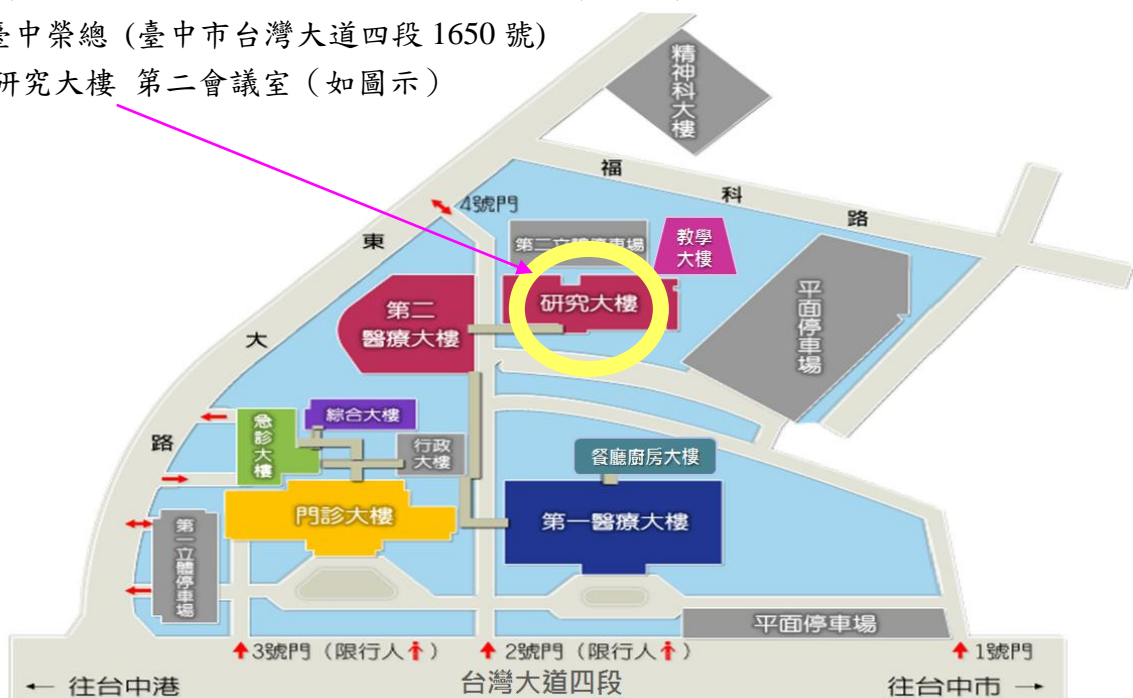 臺中榮總 (臺中市台灣大道四段 1650 號)
研究大樓 第二會議室（如圖示）
精神科大樓
福科路
4號門
東大路
第二立體停車場
教學
大樓
研究大樓
第二
醫療大樓
平面停車場
綜合大樓
急診大樓
行政
大樓
餐廳廚房大樓
門診大樓
第一醫療大樓
第一立體停車場
平面停車場
3號門（限行人）
2號門（限行人）
1號門
← 往台中港
台灣大道四段
往台中市 →